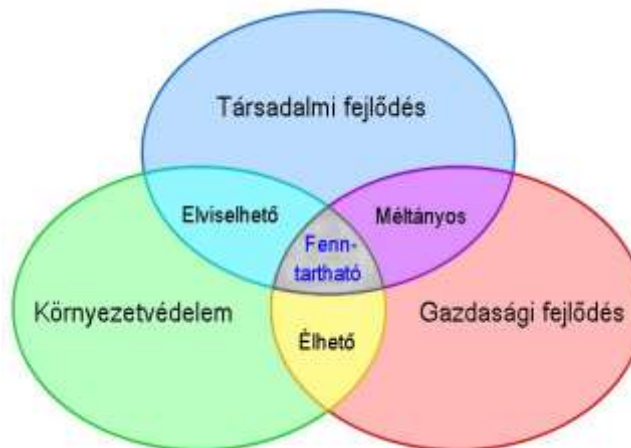 Társadalmi fejlődés
Elviselhető
Méltányos
Fenn-
tartható
Környezetvédelem
Gazdasági fejlődés
Élhető